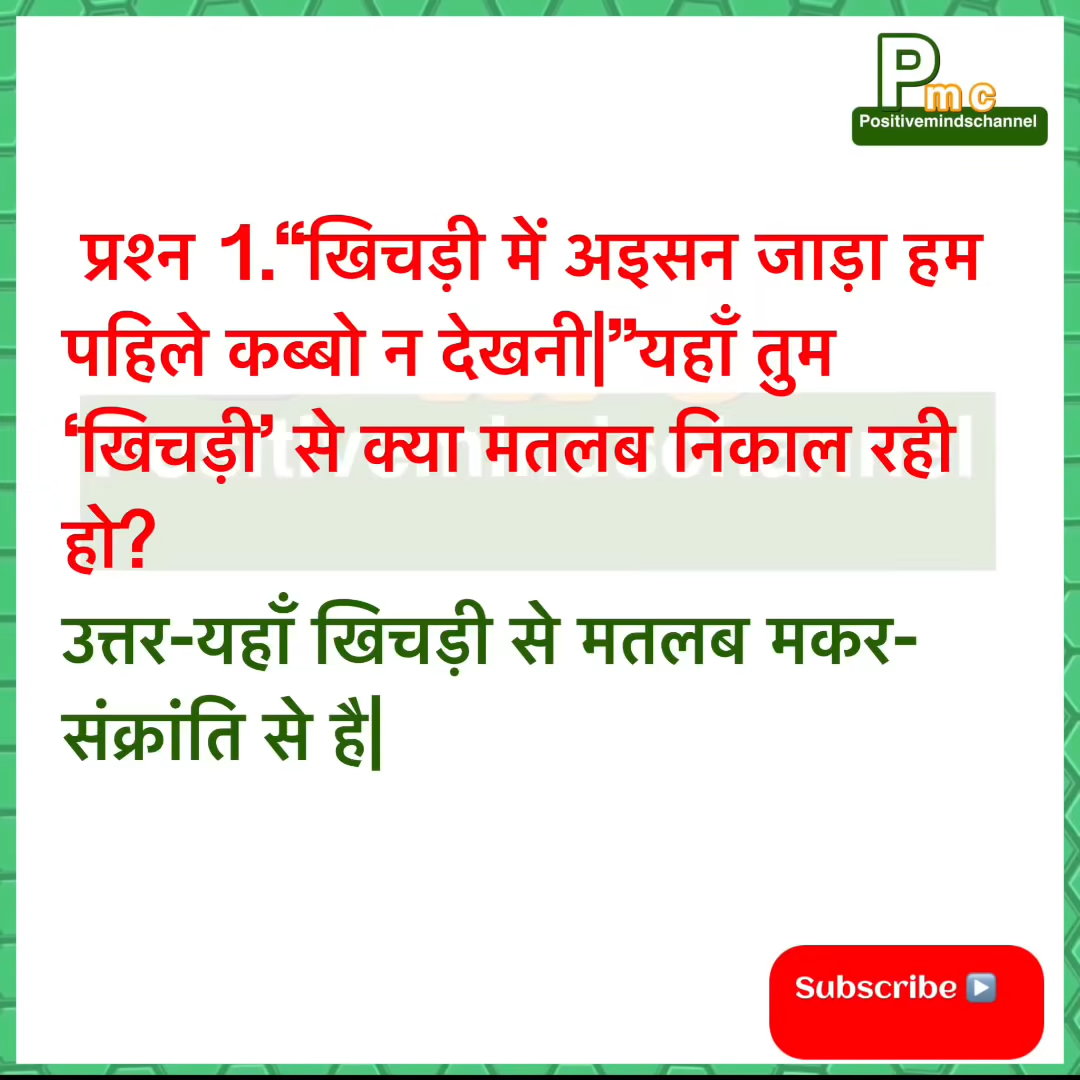 Pmc
Positivemindschannel
प्रश्न 1.“खिचड़ी में अइसन जाड़ा हम
पहिले कब्बो न देखनी|”यहाँ तुम
‘खिचड़ी’ से क्या मतलब निकाल रही
हो?
उत्तर-यहाँ खिचड़ी से मतलब मकर-
संक्रांति से है|
Subscribe